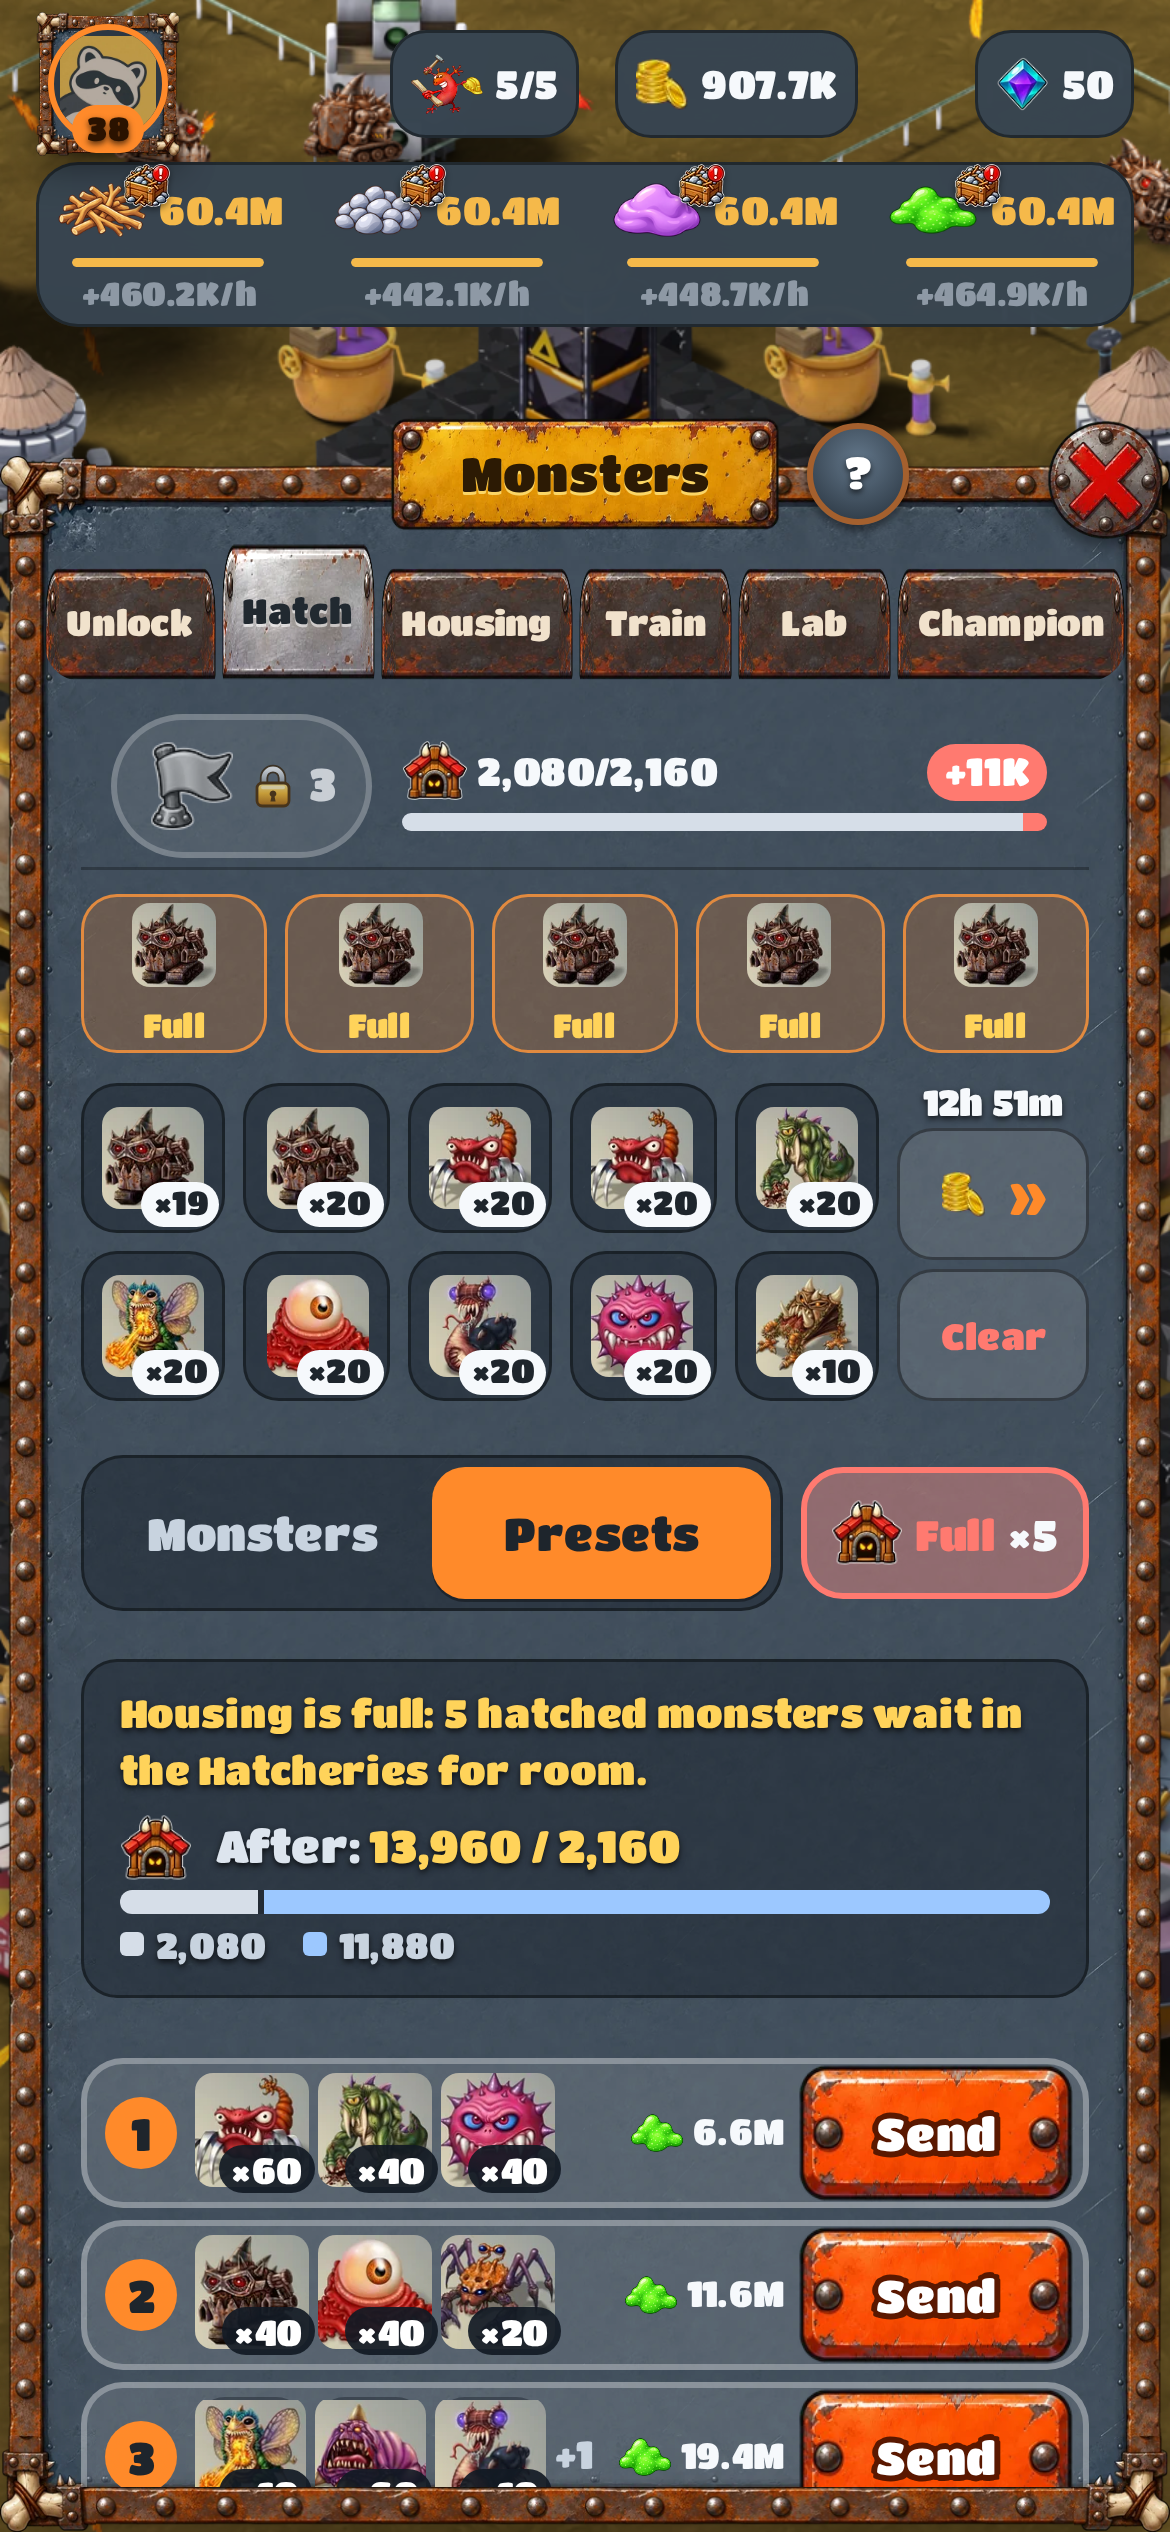 38
5/5
907.7K
50
60.4M
60.4M
60.4M
60.4M
+460.2K/h
+442.1K/h
+448.7K/h
+464.9K/h
Monsters
?
Unlock
Hatch
Housing
Train
Lab
Champion
3
2,080/2,160
+11K
Full
Full
Full
Full
Full
×19
×20
×20
×20
×20
12h 51m
×20
×20
×20
×20
×10
Clear
Monsters
Presets
Full ×5
Housing is full: 5 hatched monsters wait in
the Hatcheries for room.
After: 13,960 / 2,160
2,080
11,880
1
×60
×40
×40
6.6M
Send
2
×40
×40
×20
11.6M
Send
3
+1
19.4M
Send